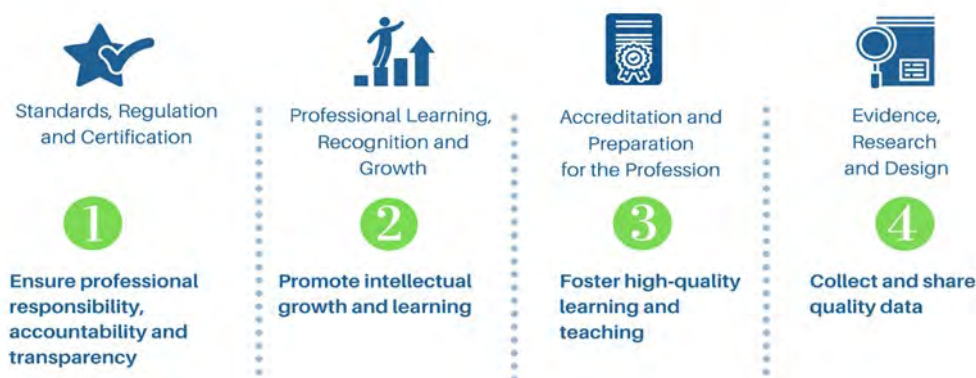 Standards, Regulation
and Certification
Professional Learning,
Recognition and
Growth
Accreditation and
Preparation
for the Profession
Evidence,
Research
and Design
1
2
3
4
Ensure professional
responsibility,
accountability and
transparency
Promote intellectual
growth and learning
Foster high-quality
learning and
teaching
Collect and share
quality data